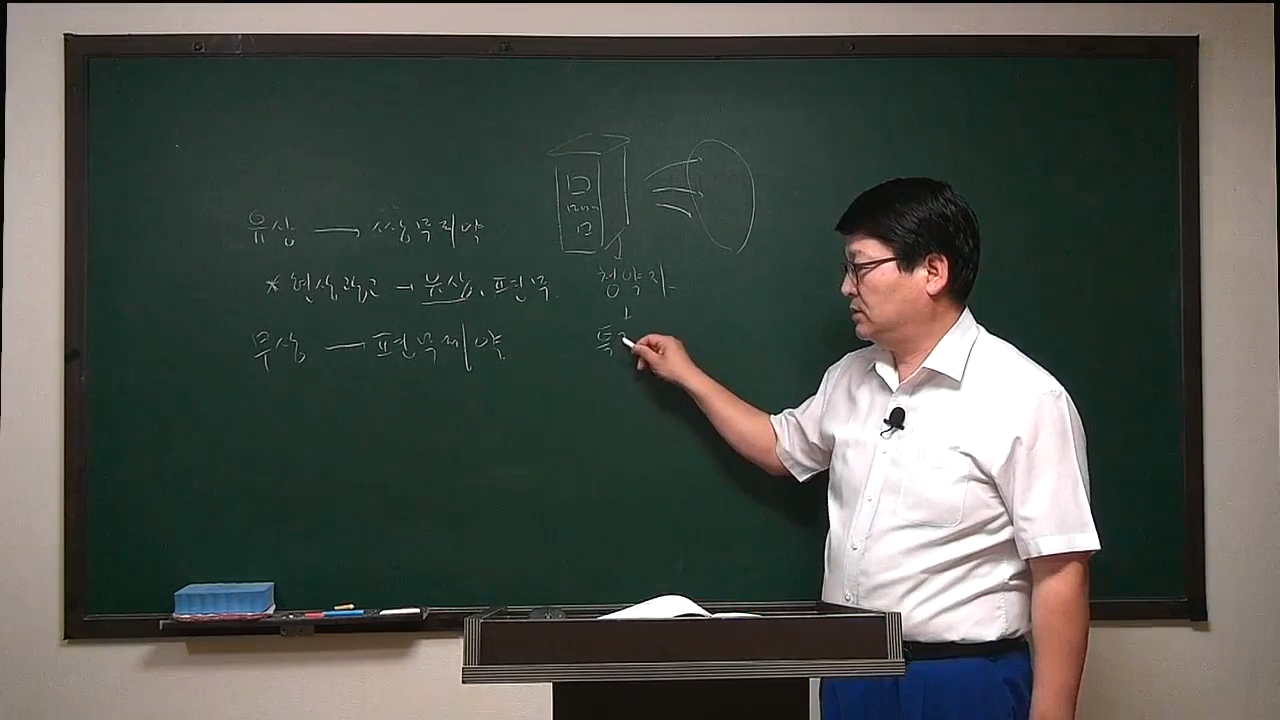 유상 → 쌍무계약
* 현상광고 → 유상, 편무
무상 → 편무계약
청약자
특